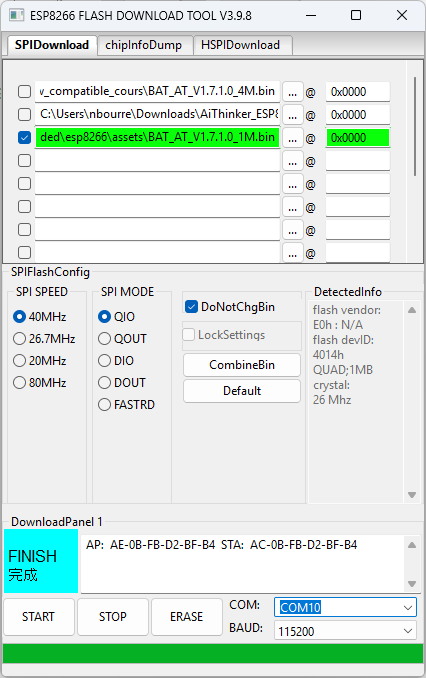 ESP8266 FLASH DOWNLOAD TOOL V3.9.8
SPIDownload chipInfoDump HSPIDownload
v_compatible_cours\BAT_AT_V1.7.1.0_4M.bin ... @ 0x0000
C:\Users\nbourre\Downloads\AiThinker_ESP8 ... @ 0x0000
ded\esp8266\assets\BAT_AT_V1.7.1.0_1M.bin ... @ 0x0000
... @
... @
... @
... @
... @
SPIFlashConfig
SPI SPEED
40MHz
26.7MHz
20MHz
80MHz
SPI MODE
QIO
QOUT
DIO
DOUT
FASTRD
DoNotChgBin
LockSettings
CombineBin
Default
DetectedInfo
flash vendor:
E0h : N/A
flash devID:
4014h
QUAD;1MB
crystal:
26 Mhz
DownloadPanel 1
FINISH
完成
AP: AE-0B-FB-D2-BF-B4 STA: AC-0B-FB-D2-BF-B4
START STOP ERASE
COM: COM10
BAUD: 115200